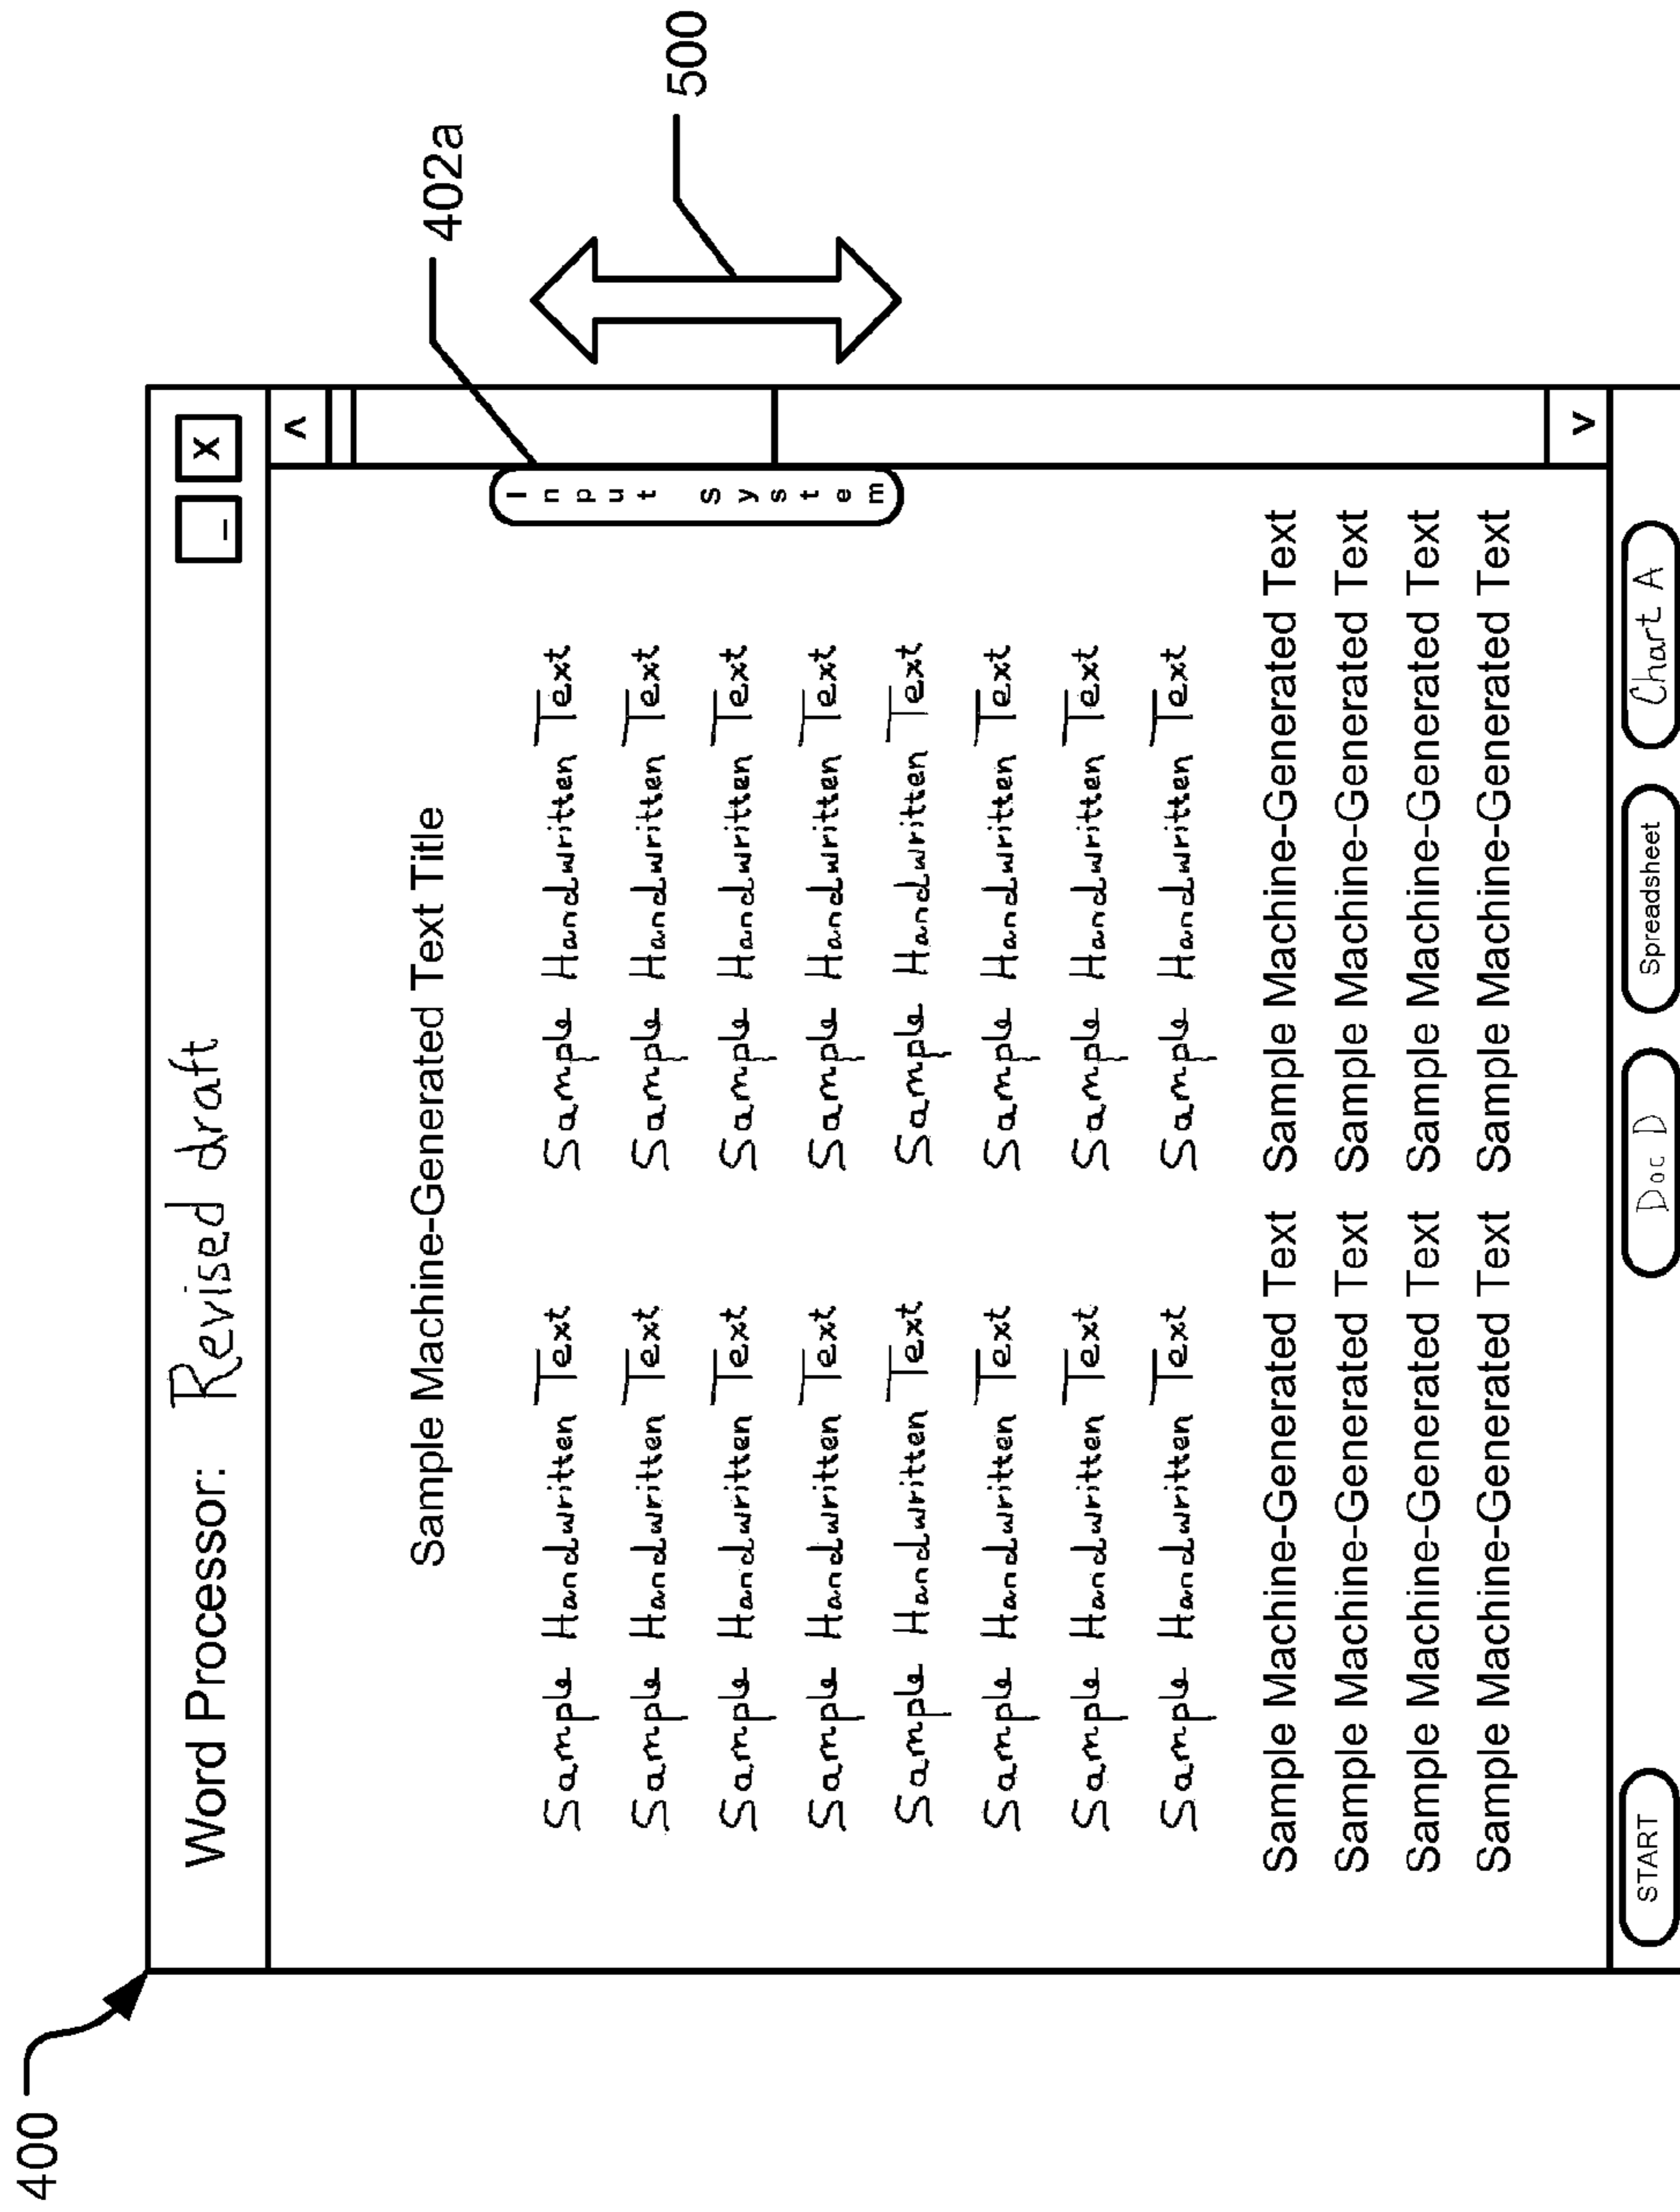 400
Word Processor: Revised draft
_ X
^
402a
500
Sample Machine-Generated Text Title
Input System
Sample Handwritten Text Sample Handwritten Text
Sample Handwritten Text Sample Handwritten Text
Sample Handwritten Text Sample Handwritten Text
Sample Handwritten Text Sample Handwritten Text
Sample Handwritten Text Sample Handwritten Text
Sample Handwritten Text Sample Handwritten Text
Sample Handwritten Text Sample Handwritten Text
Sample Handwritten Text Sample Handwritten Text
Sample Machine-Generated Text Sample Machine-Generated Text
Sample Machine-Generated Text Sample Machine-Generated Text
Sample Machine-Generated Text Sample Machine-Generated Text
Sample Machine-Generated Text Sample Machine-Generated Text
v
START Doc D Spreadsheet Chart A